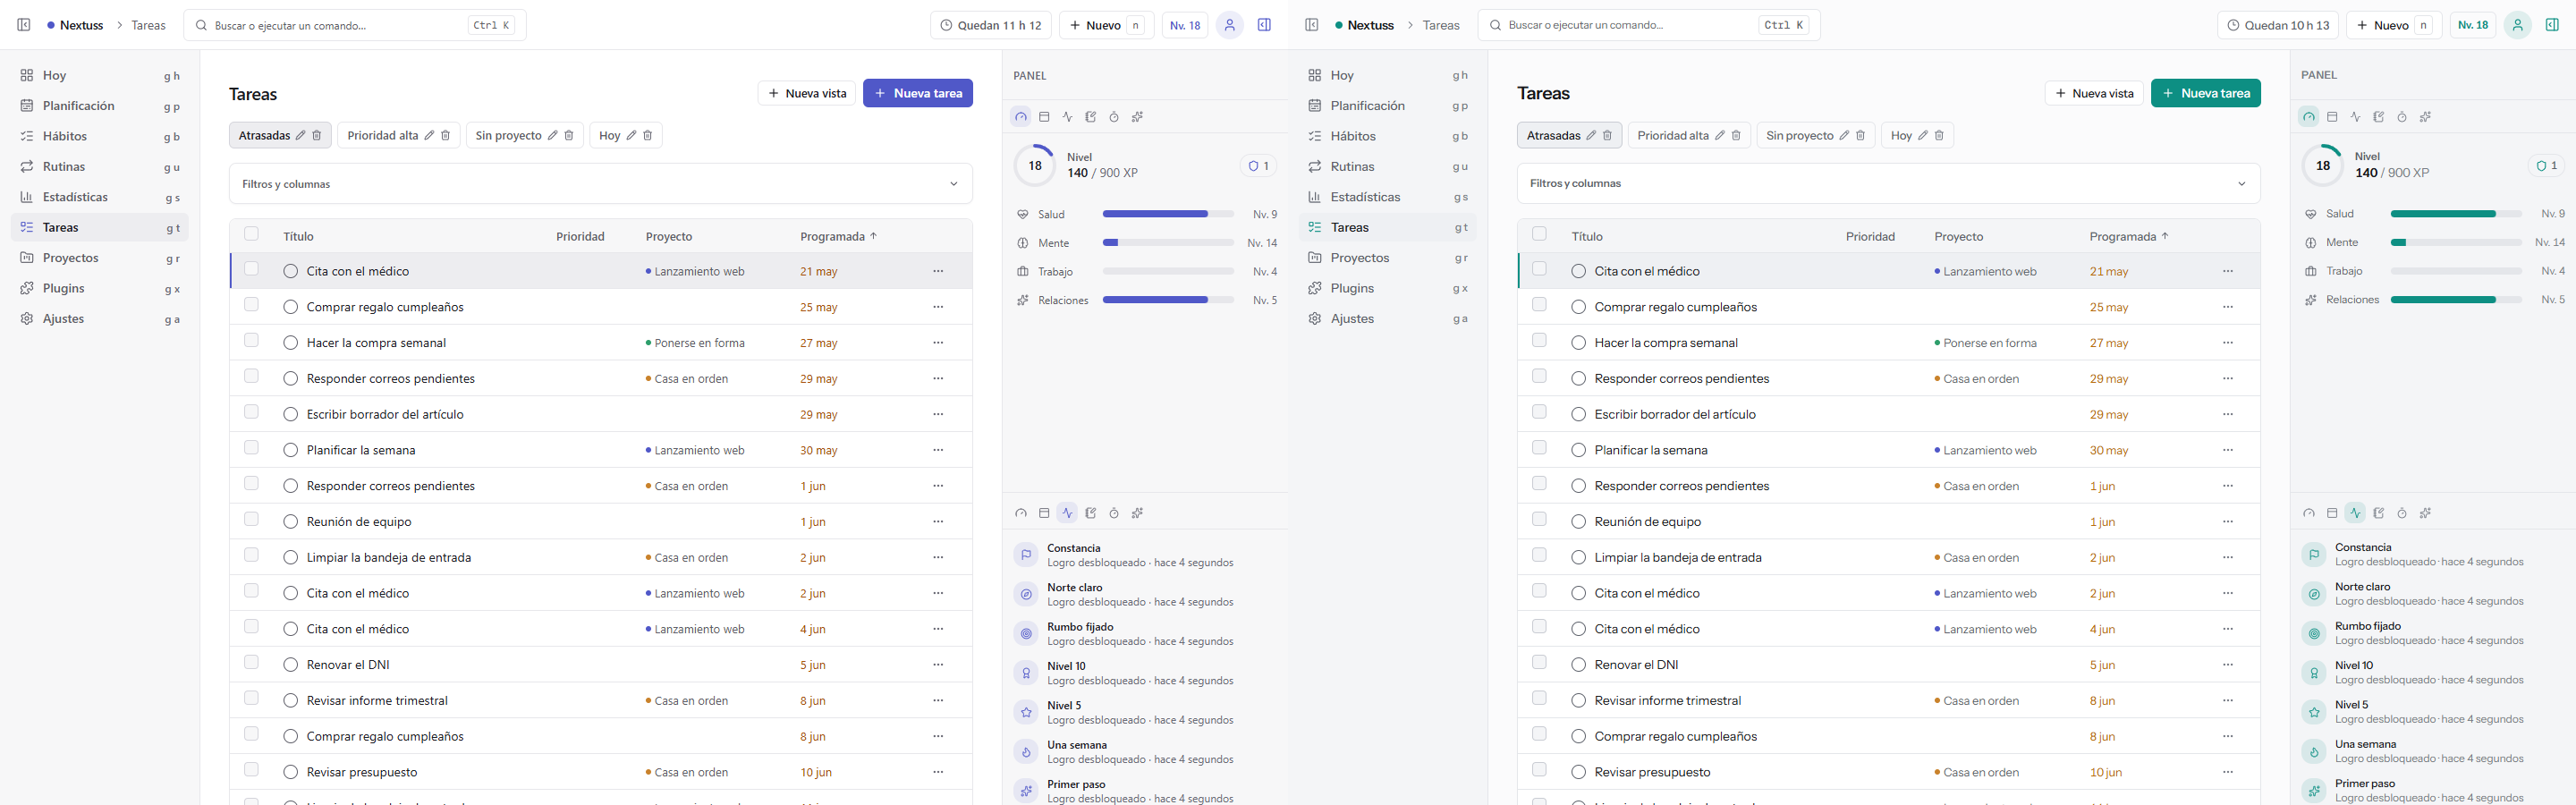 Nextuss > Tareas
Buscar o ejecutar un comando... Ctrl K
Quedan 11 h 12
Nuevo n
Nv. 18
Hoy g h
Planificación g p
Hábitos g b
Rutinas g u
Estadísticas g s
Tareas g t
Proyectos g r
Plugins g x
Ajustes g a
Tareas
Nueva vista
Nueva tarea
Atrasadas
Prioridad alta
Sin proyecto
Hoy
Filtros y columnas
Título Prioridad Proyecto Programada ↑
Cita con el médico Lanzamiento web 21 may ...
Comprar regalo cumpleaños 25 may ...
Hacer la compra semanal Ponerse en forma 27 may ...
Responder correos pendientes Casa en orden 29 may ...
Escribir borrador del artículo 29 may ...
Planificar la semana Lanzamiento web 30 may ...
Responder correos pendientes Casa en orden 1 jun ...
Reunión de equipo 1 jun ...
Limpiar la bandeja de entrada Casa en orden 2 jun ...
Cita con el médico Lanzamiento web 2 jun ...
Cita con el médico Lanzamiento web 4 jun ...
Renovar el DNI 5 jun ...
Revisar informe trimestral Casa en orden 8 jun ...
Comprar regalo cumpleaños 8 jun ...
Revisar presupuesto Casa en orden 10 jun ...
PANEL
18
Nivel
140 / 900 XP
1
Salud Nv. 9
Mente Nv. 14
Trabajo Nv. 4
Relaciones Nv. 5
Constancia
Logro desbloqueado · hace 4 segundos
Norte claro
Logro desbloqueado · hace 4 segundos
Rumbo fijado
Logro desbloqueado · hace 4 segundos
Nivel 10
Logro desbloqueado · hace 4 segundos
Nivel 5
Logro desbloqueado · hace 4 segundos
Una semana
Logro desbloqueado · hace 4 segundos
Primer paso
Logro desbloqueado · hace 4 segundos
Nextuss > Tareas
Buscar o ejecutar un comando... Ctrl K
Quedan 10 h 13
Nuevo n
Nv. 18
Hoy g h
Planificación g p
Hábitos g b
Rutinas g u
Estadísticas g s
Tareas g t
Proyectos g r
Plugins g x
Ajustes g a
Tareas
Nueva vista
Nueva tarea
Atrasadas
Prioridad alta
Sin proyecto
Hoy
Filtros y columnas
Título Prioridad Proyecto Programada ↑
Cita con el médico Lanzamiento web 21 may ...
Comprar regalo cumpleaños 25 may ...
Hacer la compra semanal Ponerse en forma 27 may ...
Responder correos pendientes Casa en orden 29 may ...
Escribir borrador del artículo 29 may ...
Planificar la semana Lanzamiento web 30 may ...
Responder correos pendientes Casa en orden 1 jun ...
Reunión de equipo 1 jun ...
Limpiar la bandeja de entrada Casa en orden 2 jun ...
Cita con el médico Lanzamiento web 2 jun ...
Cita con el médico Lanzamiento web 4 jun ...
Renovar el DNI 5 jun ...
Revisar informe trimestral Casa en orden 8 jun ...
Comprar regalo cumpleaños 8 jun ...
Revisar presupuesto Casa en orden 10 jun ...
PANEL
18
Nivel
140 / 900 XP
1
Salud Nv. 9
Mente Nv. 14
Trabajo Nv. 4
Relaciones Nv. 5
Constancia
Logro desbloqueado · hace 4 segundos
Norte claro
Logro desbloqueado · hace 4 segundos
Rumbo fijado
Logro desbloqueado · hace 4 segundos
Nivel 10
Logro desbloqueado · hace 4 segundos
Nivel 5
Logro desbloqueado · hace 4 segundos
Una semana
Logro desbloqueado · hace 4 segundos
Primer paso
Logro desbloqueado · hace 4 segundos